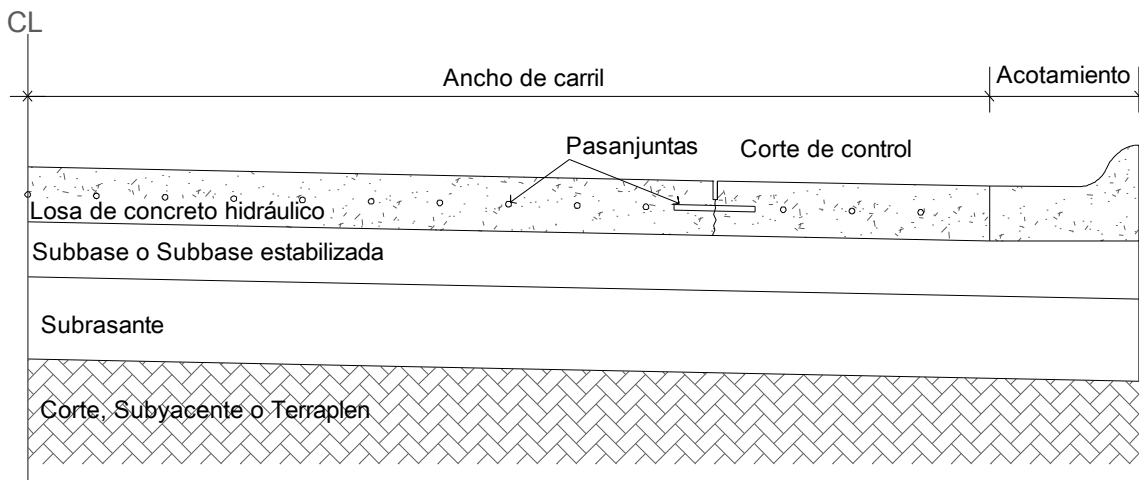 CL
Ancho de carril
Acotamiento
Pasanjuntas
Corte de control
Losa de concreto hidráulico
Subbase o Subbase estabilizada
Subrasante
Corte, Subyacente o Terraplen